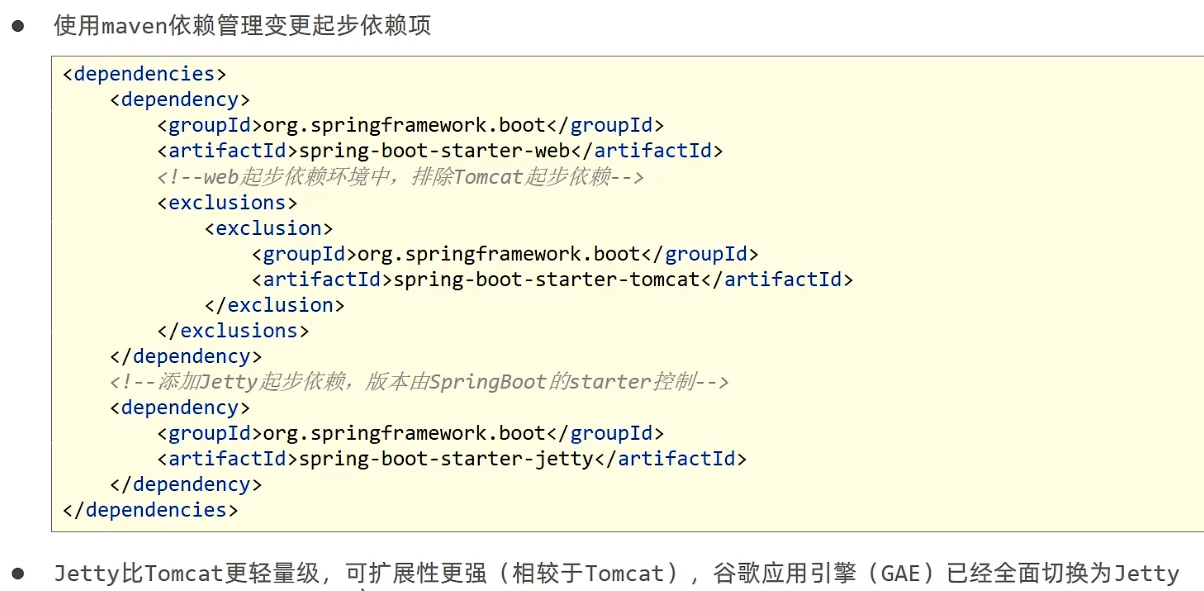 ● 使用maven依赖管理变更起步依赖项
<dependencies>
    <dependency>
        <groupId>org.springframework.boot</groupId>
        <artifactId>spring-boot-starter-web</artifactId>
        <!--web起步依赖环境中，排除Tomcat起步依赖-->
        <exclusions>
            <exclusion>
                <groupId>org.springframework.boot</groupId>
                <artifactId>spring-boot-starter-tomcat</artifactId>
            </exclusion>
        </exclusions>
    </dependency>
    <!--添加Jetty起步依赖，版本由SpringBoot的starter控制-->
    <dependency>
        <groupId>org.springframework.boot</groupId>
        <artifactId>spring-boot-starter-jetty</artifactId>
    </dependency>
</dependencies>
● Jetty比Tomcat更轻量级，可扩展性更强（相较于Tomcat），谷歌应用引擎（GAE）已经全面切换为Jetty